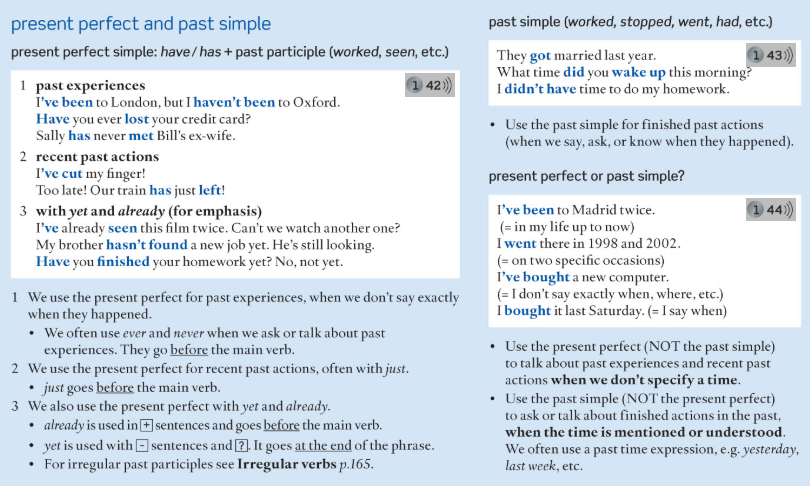 present perfect and past simple
present perfect simple: have / has + past participle (worked, seen, etc.)
1 past experiences
1 42
I've been to London, but I haven't been to Oxford.
Have you ever lost your credit card?
Sally has never met Bill's ex-wife.
2 recent past actions
I've cut my finger!
Too late! Our train has just left!
3 with yet and already (for emphasis)
I've already seen this film twice. Can't we watch another one?
My brother hasn't found a new job yet. He's still looking.
Have you finished your homework yet? No, not yet.
1 We use the present perfect for past experiences, when we don't say exactly
when they happened.
• We often use ever and never when we ask or talk about past
experiences. They go before the main verb.
2 We use the present perfect for recent past actions, often with just.
• just goes before the main verb.
3 We also use the present perfect with yet and already.
• already is used in + sentences and goes before the main verb.
• yet is used with - sentences and ?. It goes at the end of the phrase.
• For irregular past participles see Irregular verbs p.165.
past simple (worked, stopped, went, had, etc.)
They got married last year.
1 43
What time did you wake up this morning?
I didn't have time to do my homework.
• Use the past simple for finished past actions
(when we say, ask, or know when they happened).
present perfect or past simple?
I've been to Madrid twice.
1 44
(= in my life up to now)
I went there in 1998 and 2002.
(= on two specific occasions)
I've bought a new computer.
(= I don't say exactly when, where, etc.)
I bought it last Saturday. (= I say when)
• Use the present perfect (NOT the past simple)
to talk about past experiences and recent past
actions when we don't specify a time.
• Use the past simple (NOT the present perfect)
to ask or talk about finished actions in the past,
when the time is mentioned or understood.
We often use a past time expression, e.g. yesterday,
last week, etc.